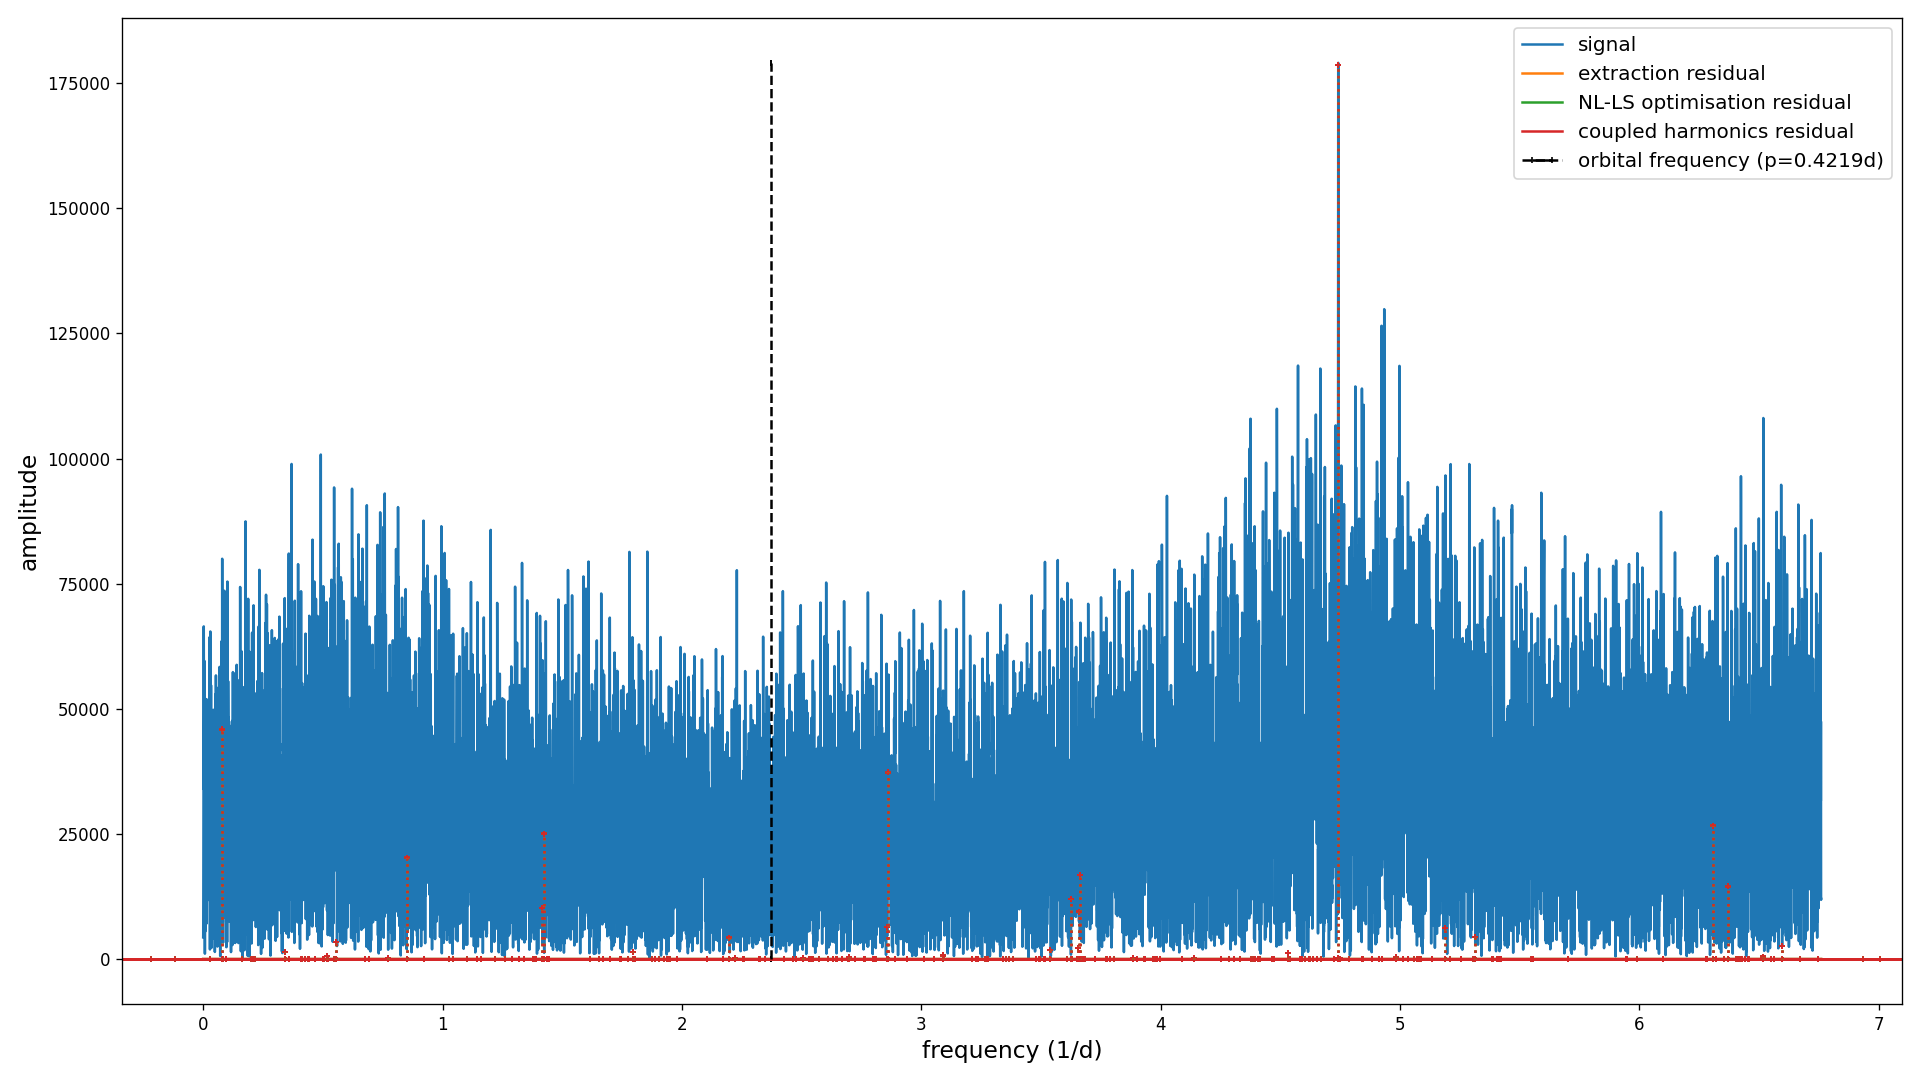 signal
extraction residual
NL-LS optimisation residual
coupled harmonics residual
orbital frequency (p=0.4219d)
175000
150000
125000
100000
75000
50000
25000
0
amplitude
0 1 2 3 4 5 6 7
frequency (1/d)